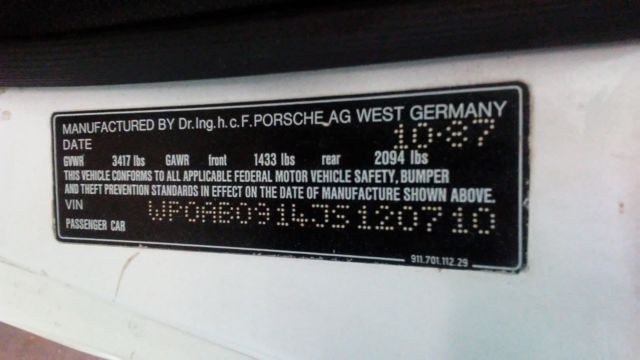 MANUFACTURED BY Dr.Ing.h.c.F.PORSCHE AG WEST GERMANY
DATE 10·87
GVWR 3417 lbs GAWR front 1433 lbs rear 2094 lbs
THIS VEHICLE CONFORMS TO ALL APPLICABLE FEDERAL MOTOR VEHICLE SAFETY, BUMPER
AND THEFT PREVENTION STANDARDS IN EFFECT ON THE DATE OF MANUFACTURE SHOWN ABOVE.
VIN WP0AB0914JS120710
PASSENGER CAR
911.701.112.29